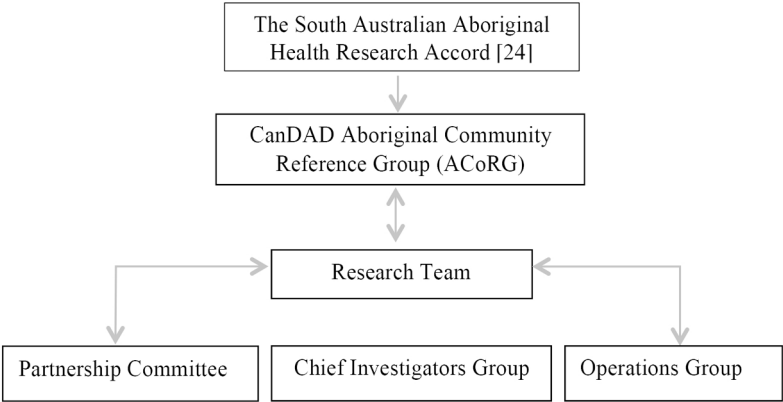 The South Australian Aboriginal
Health Research Accord [24]
CanDAD Aboriginal Community
Reference Group (ACoRG)
Research Team
Partnership Committee
Chief Investigators Group
Operations Group